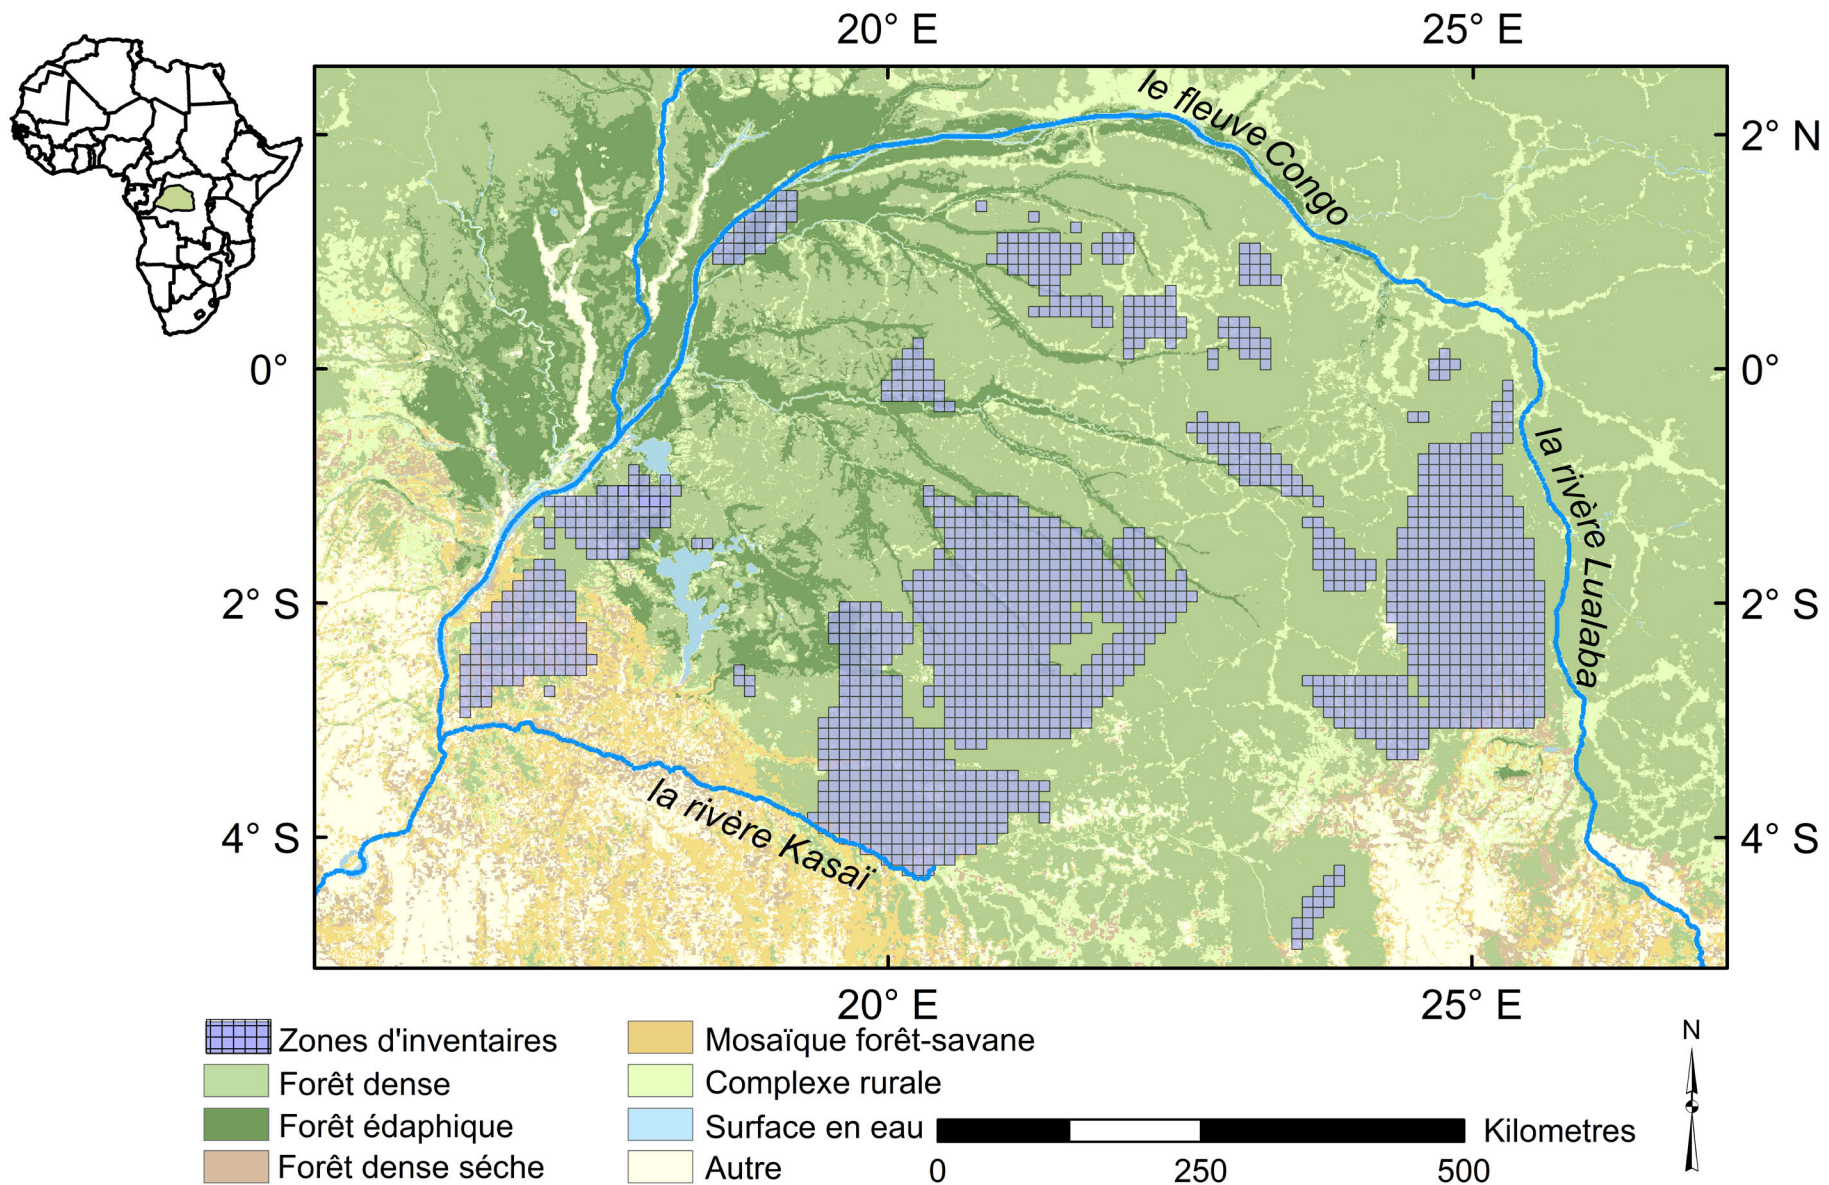 20° E
25° E
le fleuve Congo
2° N
0°
0°
la rivère Lualaba
2° S
2° S
la rivère Kasaï
4° S
4° S
20° E
25° E
Zones d'inventaires
Forêt dense
Forêt édaphique
Forêt dense séche
Mosaïque forêt-savane
Complexe rurale
Surface en eau
Autre
Kilometres
0
250
500
N